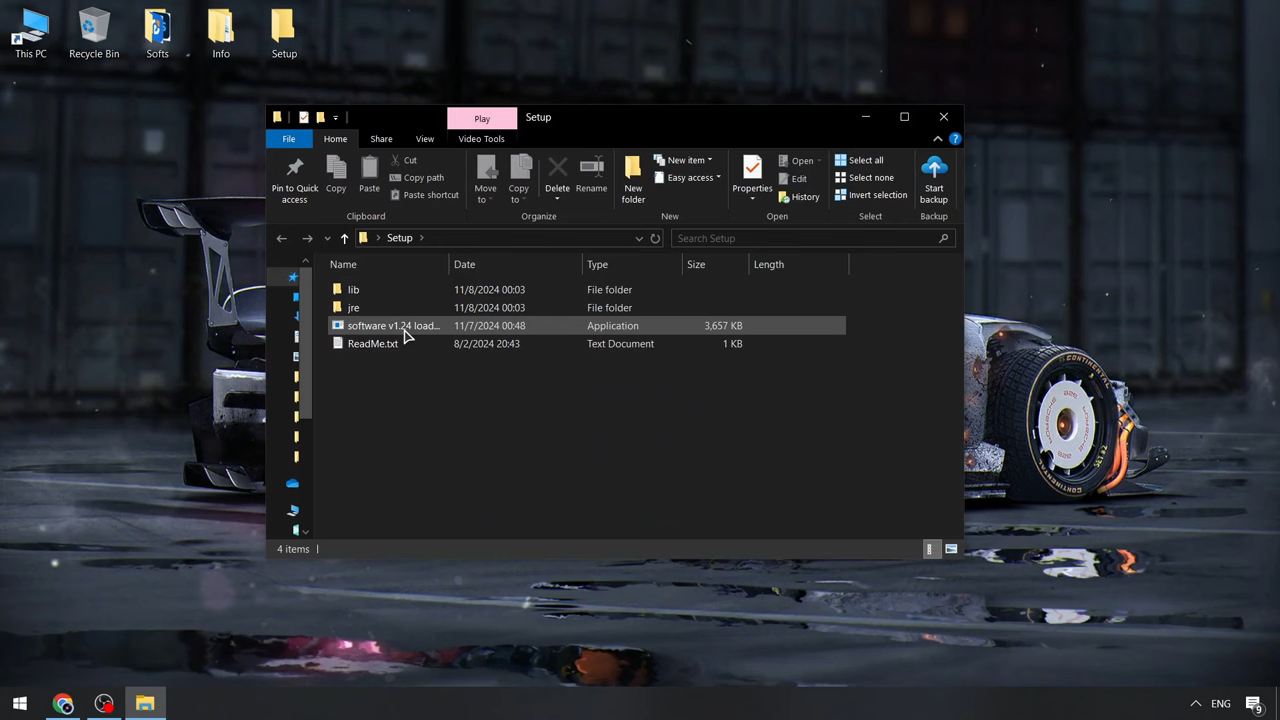 This PC
Recycle Bin
Softs
Info
Setup
Play
Setup
File
Home
Share
View
Video Tools
Pin to Quick access
Copy
Paste
Cut
Copy path
Paste shortcut
Clipboard
Move to
Copy to
Delete
Rename
Organize
New folder
New item
Easy access
New
Properties
Open
Edit
History
Open
Select all
Select none
Invert selection
Select
Start backup
Backup
Setup
Search Setup
Name Date Type Size Length
lib 11/8/2024 00:03 File folder
jre 11/8/2024 00:03 File folder
software v1.24 load... 11/7/2024 00:48 Application 3,657 KB
ReadMe.txt 8/2/2024 20:43 Text Document 1 KB
4 items
CONTINENTAL
ENG
9